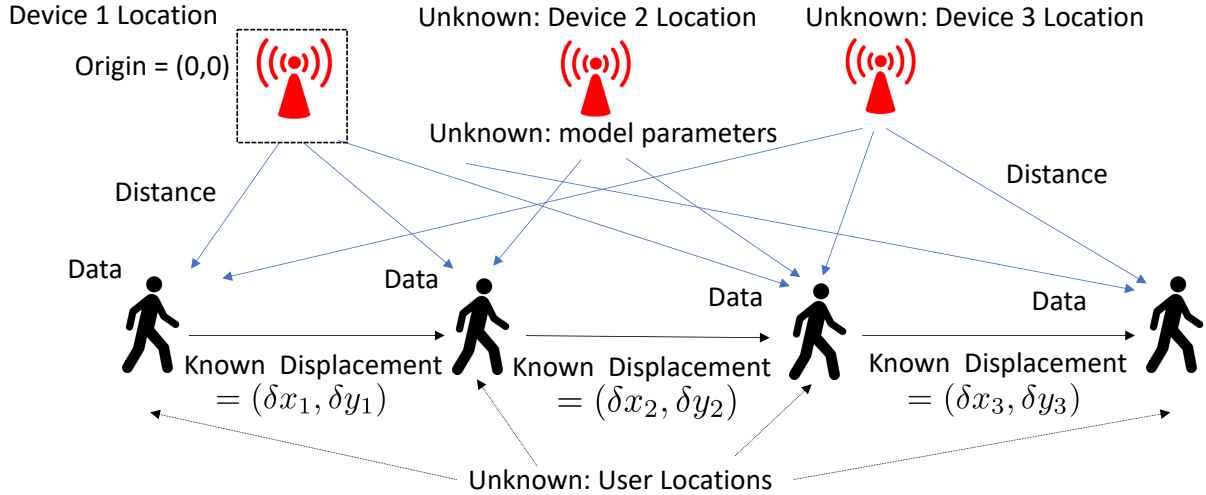 Device 1 Location
Unknown: Device 2 Location
Unknown: Device 3 Location
Origin = (0,0)
Unknown: model parameters
Distance
Distance
Data
Data
Data
Data
Known Displacement
= (δx₁, δy₁)
Known Displacement
= (δx₂, δy₂)
Known Displacement
= (δx₃, δy₃)
Unknown: User Locations